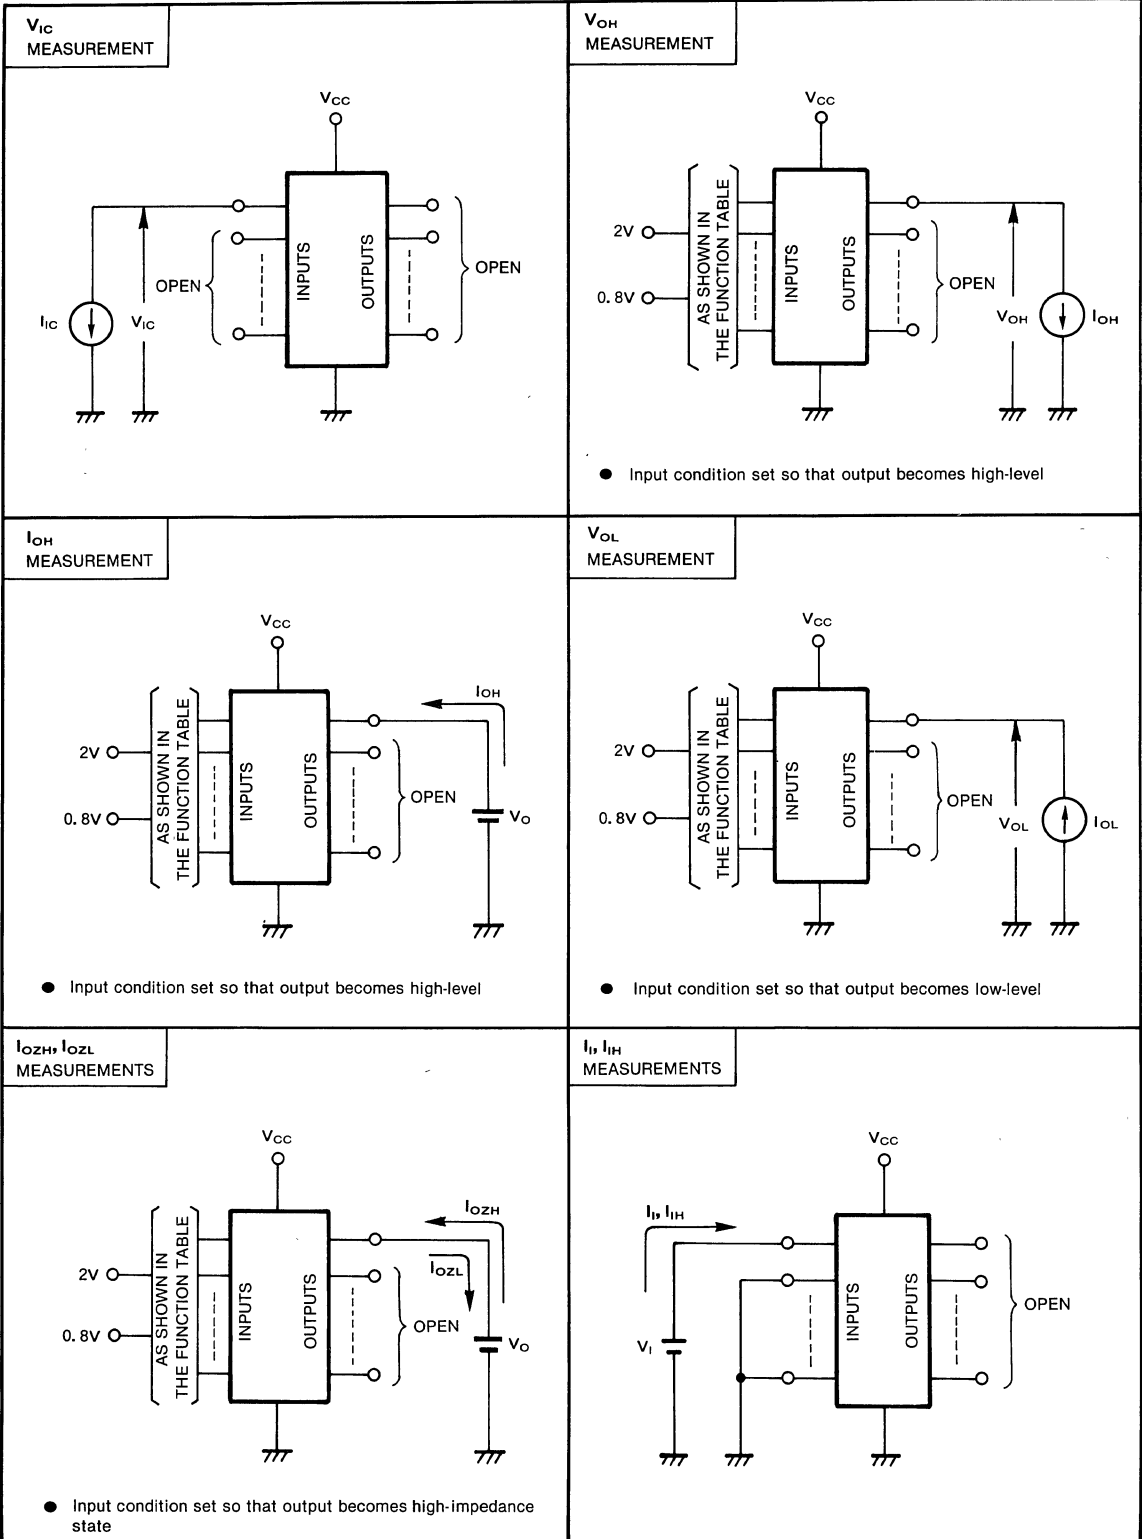 VIC
MEASUREMENT
VCC
INPUTS
OUTPUTS
OPEN
OPEN
IIC
VIC
VOH
MEASUREMENT
VCC
2V
0.8V
AS SHOWN IN
THE FUNCTION TABLE
INPUTS
OUTPUTS
OPEN
VOH
IOH
● Input condition set so that output becomes high-level
IOH
MEASUREMENT
VCC
IOH
2V
0.8V
AS SHOWN IN
THE FUNCTION TABLE
INPUTS
OUTPUTS
OPEN
VO
● Input condition set so that output becomes high-level
VOL
MEASUREMENT
VCC
2V
0.8V
AS SHOWN IN
THE FUNCTION TABLE
INPUTS
OUTPUTS
OPEN
VOL
IOL
● Input condition set so that output becomes low-level
IOZH, IOZL
MEASUREMENTS
VCC
IOZH
IOZL
2V
0.8V
AS SHOWN IN
THE FUNCTION TABLE
INPUTS
OUTPUTS
OPEN
VO
● Input condition set so that output becomes high-impedance
state
II, IIH
MEASUREMENTS
VCC
II, IIH
VI
INPUTS
OUTPUTS
OPEN